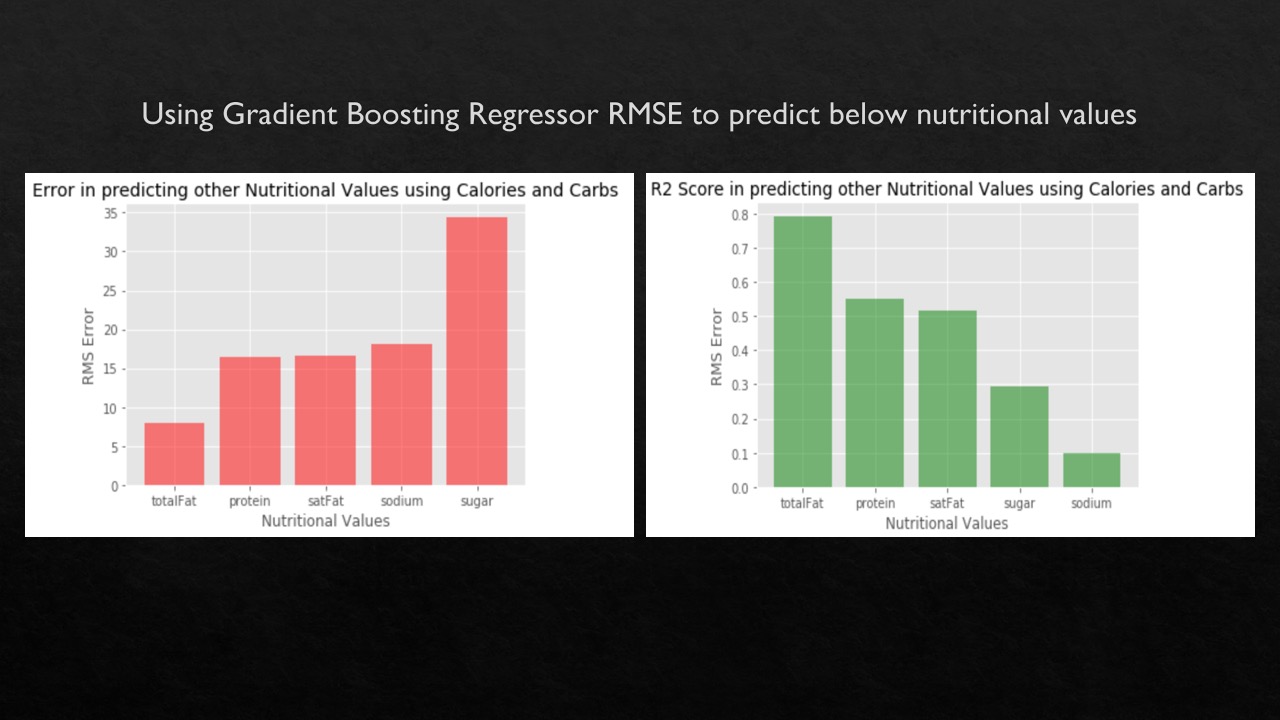 Using Gradient Boosting Regressor RMSE to predict below nutritional values
Error in predicting other Nutritional Values using Calories and Carbs
35
30
25
20
15
10
5
0
RMS Error
totalFat protein satFat sodium sugar
Nutritional Values
R2 Score in predicting other Nutritional Values using Calories and Carbs
0.8
0.7
0.6
0.5
0.4
0.3
0.2
0.1
0.0
RMS Error
totalFat protein satFat sugar sodium
Nutritional Values